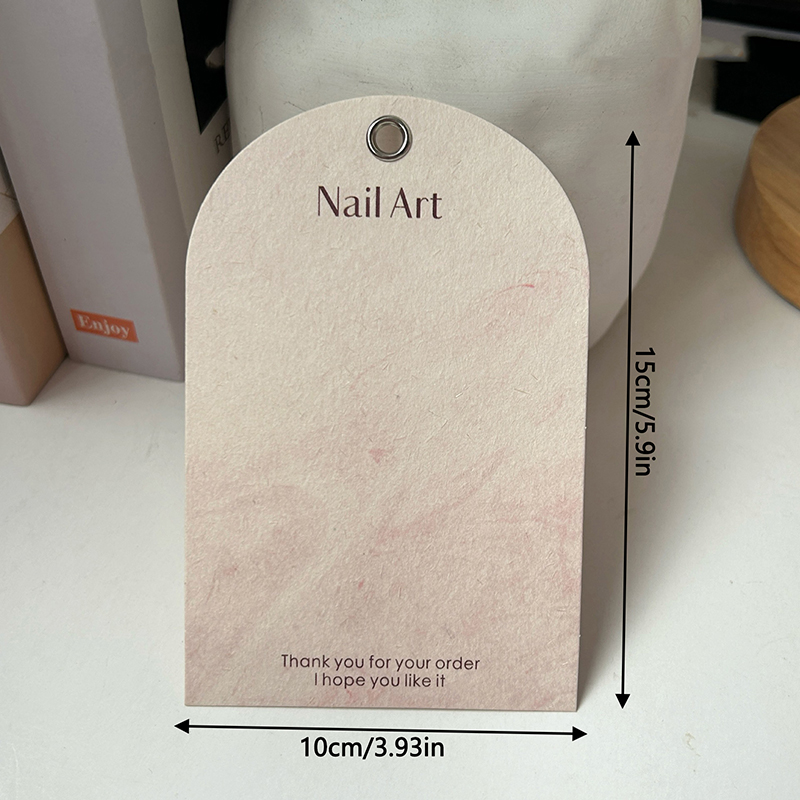 Nail Art
Enjoy
15cm/5.9in
Thank you for your order
I hope you like it
10cm/3.93in